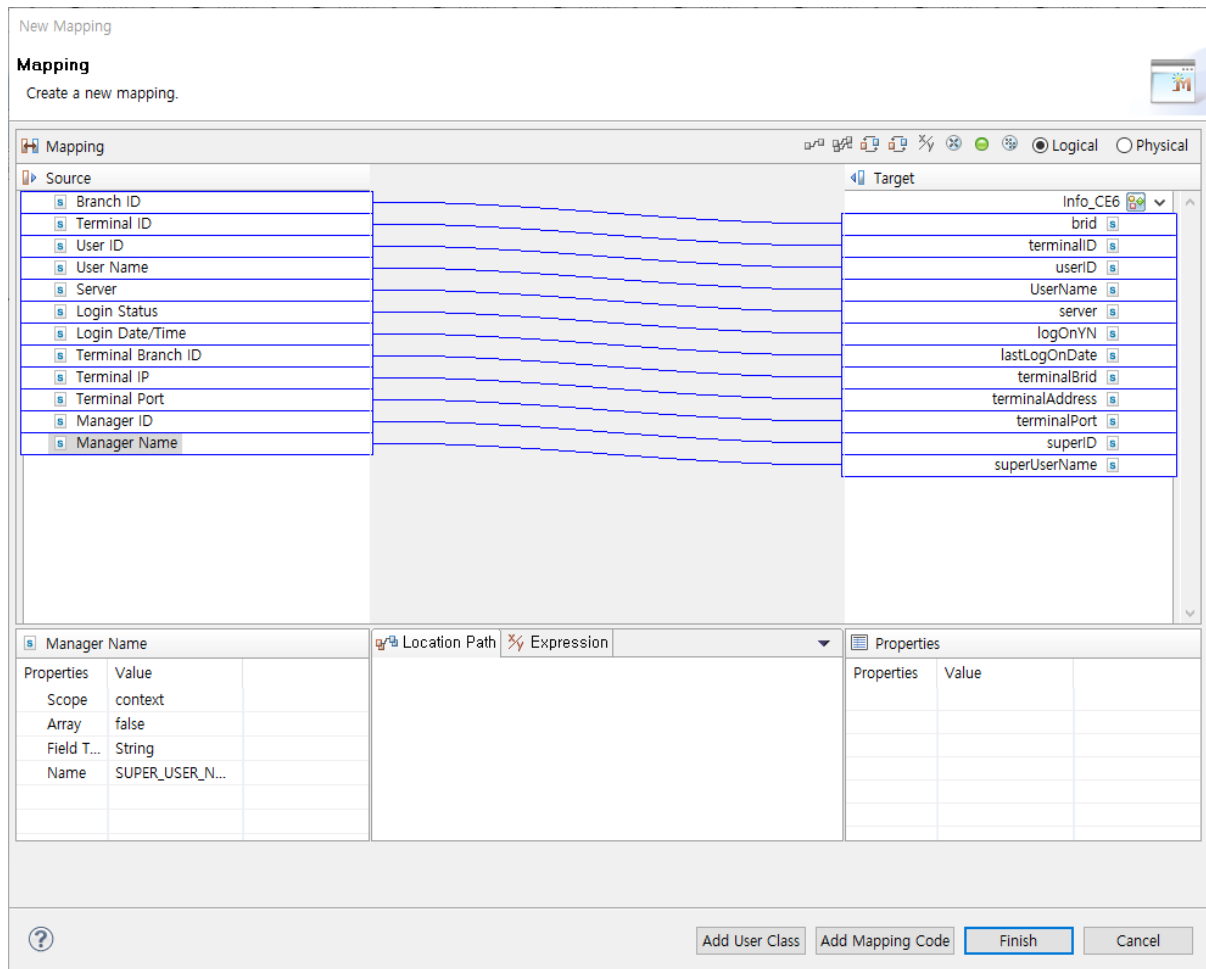 New Mapping
Mapping
Create a new mapping.
Mapping
Logical Physical
Source
Target
Branch ID
Info_CE6
Terminal ID
brid
User ID
terminalID
User Name
userID
Server
UserName
Login Status
server
Login Date/Time
logOnYN
Terminal Branch ID
lastLogOnDate
Terminal IP
terminalBrid
Terminal Port
terminalAddress
Manager ID
terminalPort
Manager Name
superID
superUserName
Manager Name
Location Path Expression
Properties
Properties Value
Properties Value
Scope context
Array false
Field T... String
Name SUPER_USER_N...
Add User Class Add Mapping Code Finish Cancel